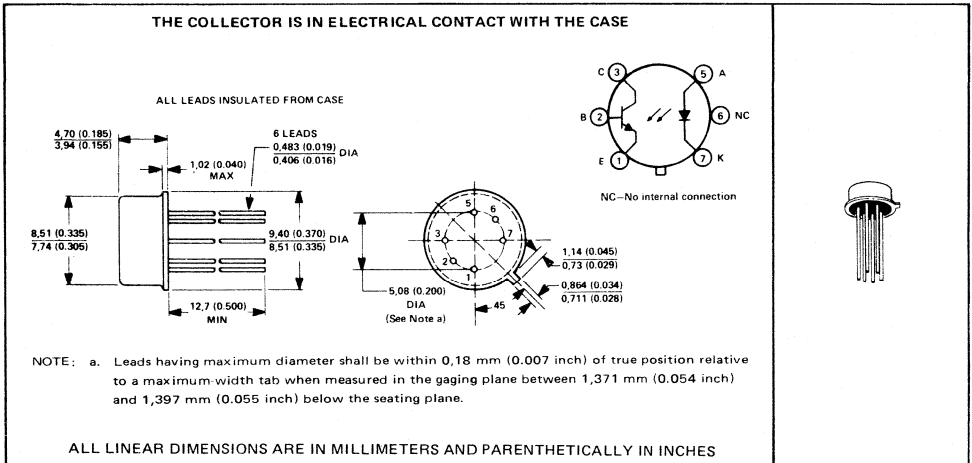 THE COLLECTOR IS IN ELECTRICAL CONTACT WITH THE CASE
ALL LEADS INSULATED FROM CASE
4,70 (0.185)
3,94 (0.155)
1,02 (0.040)
MAX
6 LEADS
0,483 (0.019)
0,406 (0.016)
DIA
8,51 (0.335)
7,74 (0.305)
9,40 (0.370)
8,51 (0.335)
DIA
12,7 (0.500)
MIN
5
6
3
7
2
1
5,08 (0.200)
DIA
(See Note a)
45
1,14 (0.045)
0,73 (0.029)
0,864 (0.034)
0,711 (0.028)
C 3
5 A
B 2
6 NC
E 1
7 K
NC—No internal connection
NOTE: a. Leads having maximum diameter shall be within 0,18 mm (0.007 inch) of true position relative
to a maximum-width tab when measured in the gaging plane between 1,371 mm (0.054 inch)
and 1,397 mm (0.055 inch) below the seating plane.
ALL LINEAR DIMENSIONS ARE IN MILLIMETERS AND PARENTHETICALLY IN INCHES